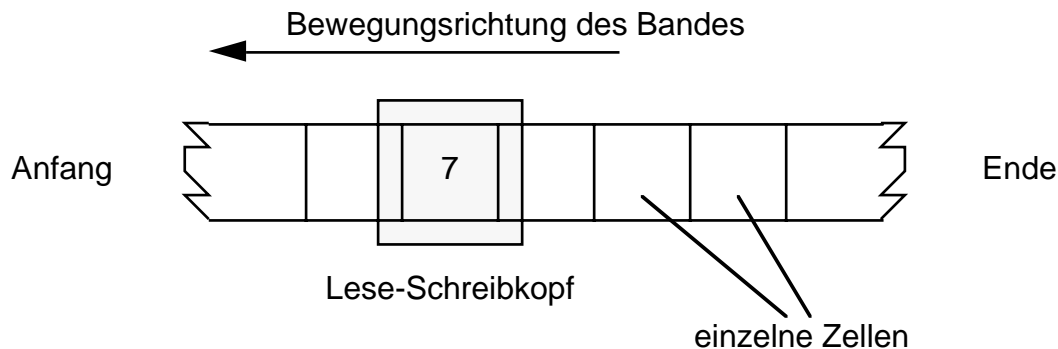 Bewegungsrichtung des Bandes
Anfang
7
Ende
Lese-Schreibkopf
einzelne Zellen